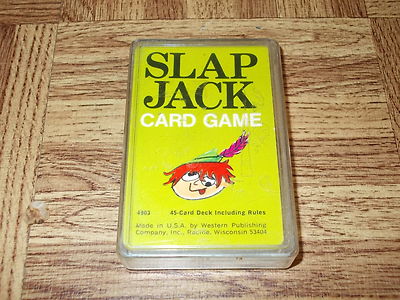 SLAP
JACK
CARD GAME
4903 45-Card Deck Including Rules
Made in U.S.A. by Western Publishing
Company, Inc., Racine, Wisconsin 53404